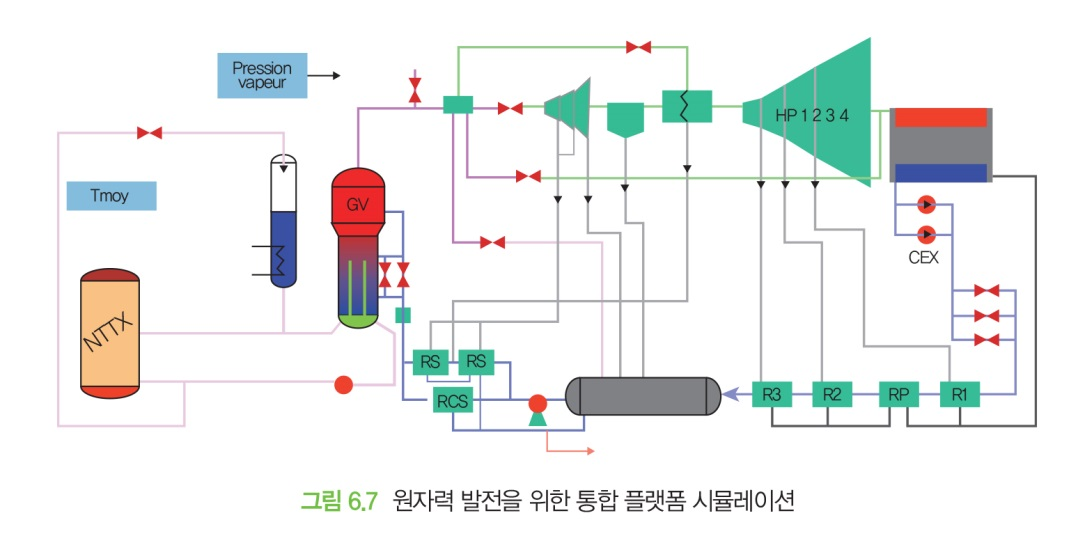 Pression
vapeur
Tmoy
GV
HP 1 2 3 4
CEX
NTTX
RS
RS
RCS
R3
R2
RP
R1
그림 6.7 원자력 발전을 위한 통합 플랫폼 시뮬레이션